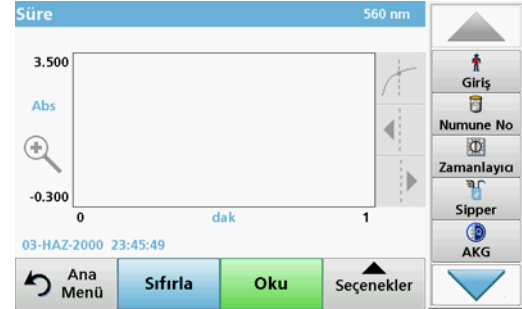 Süre 560 nm
3.500
Abs
-0.300
0 dak 1
03-HAZ-2000 23:45:49
Ana Menü
Sıfırla
Oku
Seçenekler
Giriş
Numune No
Zamanlayıcı
Sipper
AKG